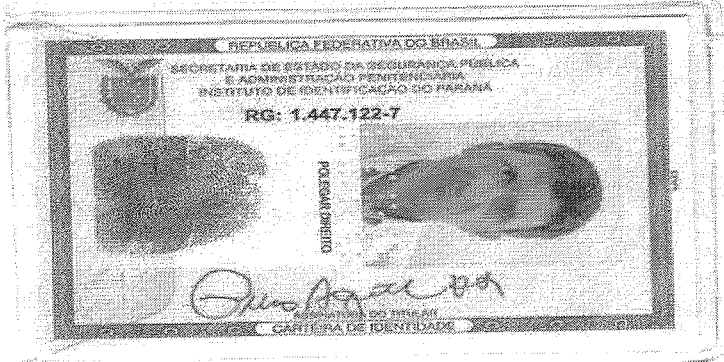 REPÚBLICA FEDERATIVA DO BRASIL
SECRETARIA DE ESTADO DA SEGURANÇA PÚBLICA
E ADMINISTRAÇÃO PENITENCIÁRIA
INSTITUTO DE IDENTIFICAÇÃO DO PARANÁ
RG: 1.447.122-7
POLEGAR DIREITO
ASSINATURA DO TITULAR
CARTEIRA DE IDENTIDADE